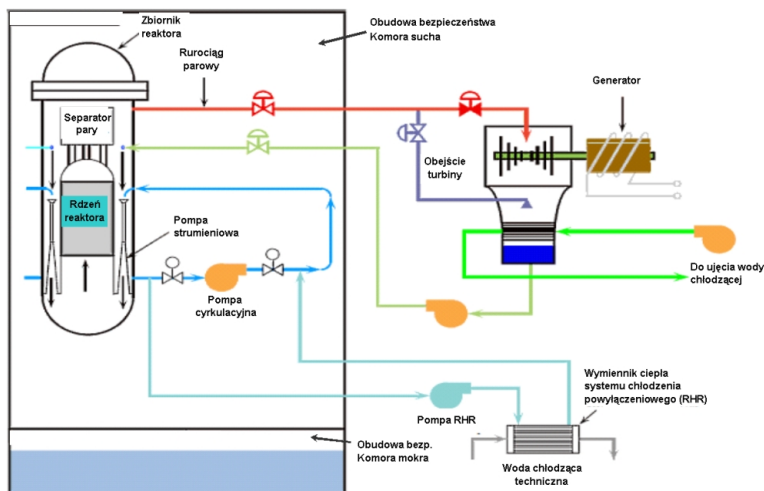 Zbiornik
reaktora
Obudowa bezpieczeństwa
Komora sucha
Rurociąg
parowy
Generator
Separator
pary
Obejście
turbiny
Rdzeń
reaktora
Pompa
strumieniowa
Do ujęcia wody
chłodzącej
Pompa
cyrkulacyjna
Wymiennik ciepła
systemu chłodzenia
powyłączeniowego (RHR)
Pompa RHR
Obudowa bezp.
Komora mokra
Woda chłodząca
techniczna